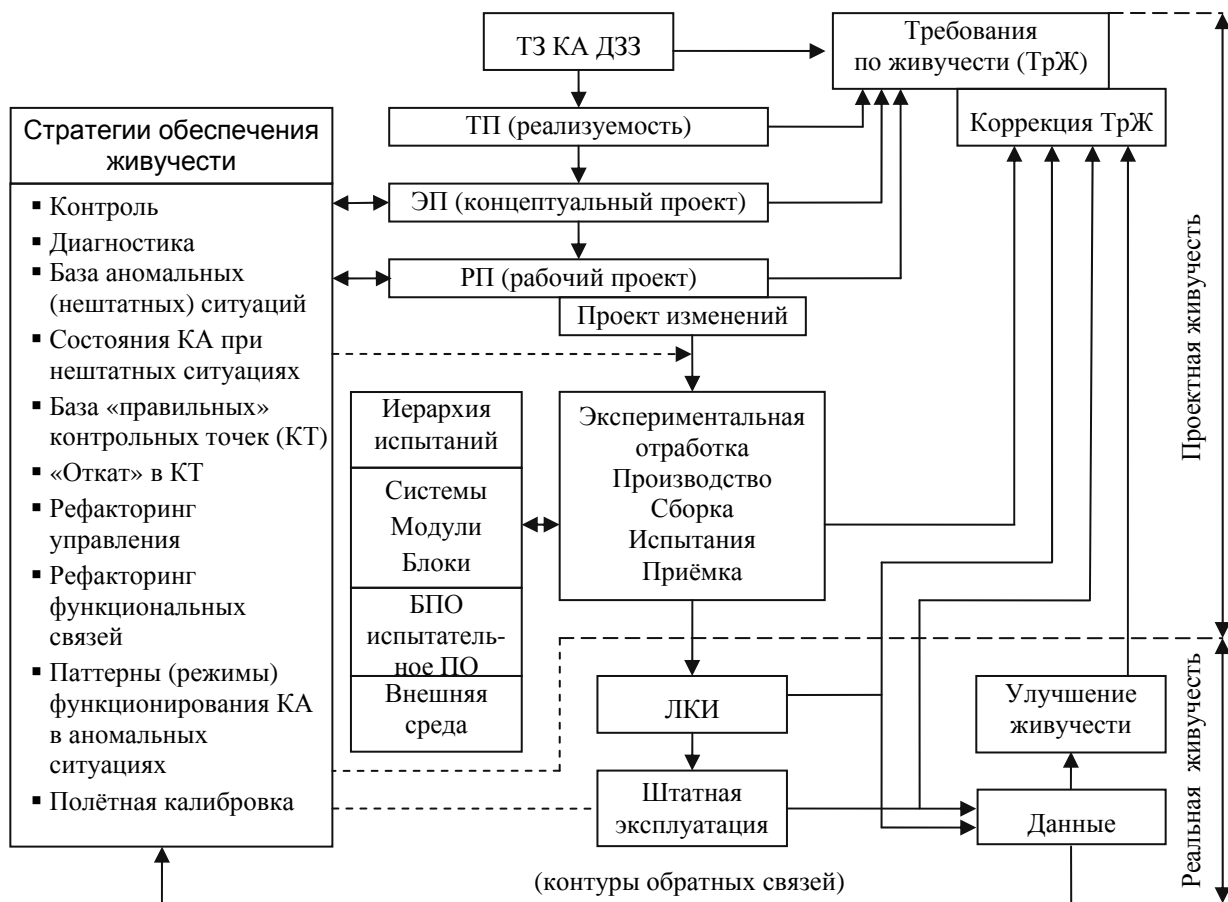 ТЗ КА ДЗЗ
Требования
по живучести (ТрЖ)
Коррекция ТрЖ
ТП (реализуемость)
ЭП (концептуальный проект)
РП (рабочий проект)
Проект изменений
Стратегии обеспечения
живучести
▪ Контроль
▪ Диагностика
▪ База аномальных
(нештатных) ситуаций
▪ Состояния КА при
нештатных ситуациях
▪ База «правильных»
контрольных точек (КТ)
▪ «Откат» в КТ
▪ Рефакторинг
управления
▪ Рефакторинг
функциональных
связей
▪ Паттерны (режимы)
функционирования КА
в аномальных
ситуациях
▪ Полётная калибровка
Иерархия
испытаний
Системы
Модули
Блоки
БПО
испытатель-
ное ПО
Внешняя
среда
Экспериментальная
отработка
Производство
Сборка
Испытания
Приёмка
ЛКИ
Штатная
эксплуатация
Улучшение
живучести
Данные
(контуры обратных связей)
Проектная живучесть
Реальная живучесть